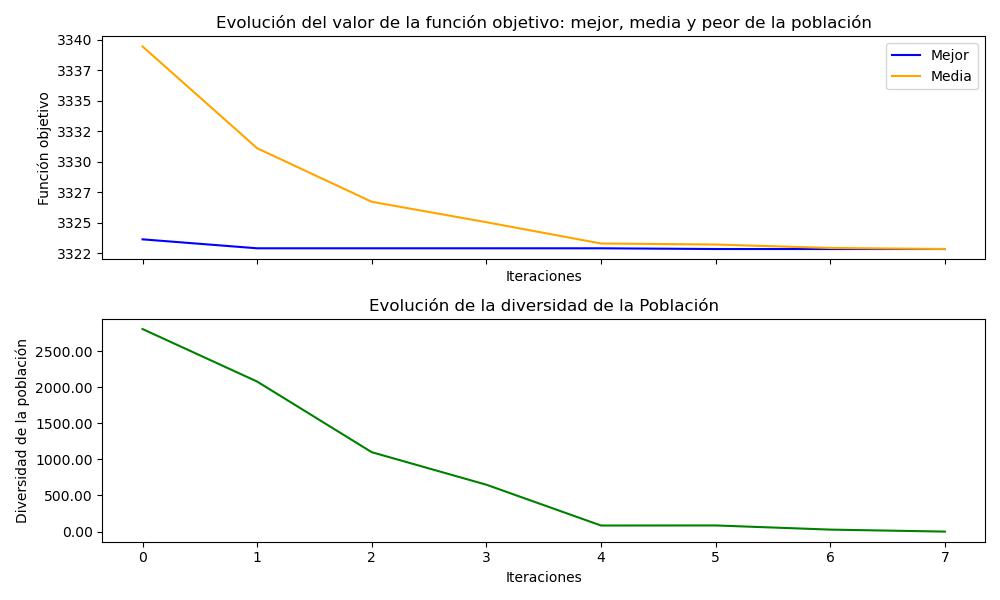 Evolución del valor de la función objetivo: mejor, media y peor de la población
3340
3337
3335
3332
3330
3327
3325
3322
Función objetivo
Mejor
Media
Iteraciones
Evolución de la diversidad de la Población
2500.00
2000.00
1500.00
1000.00
500.00
0.00
Diversidad de la población
0 1 2 3 4 5 6 7
Iteraciones